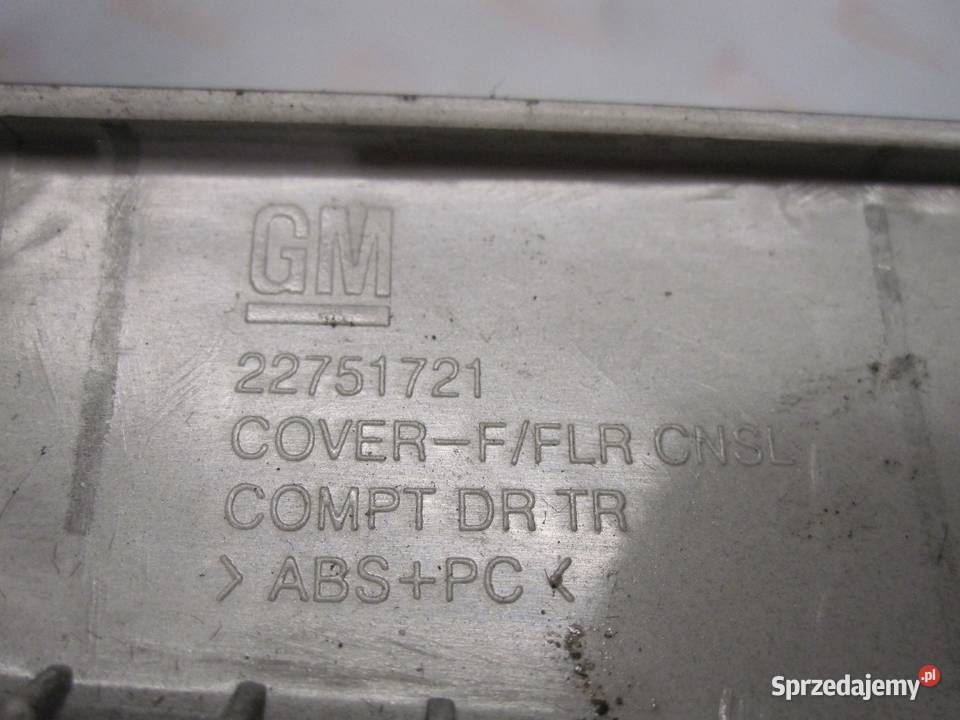 GM
22751721
COVER-F/FLR CNSL
COMPT DR TR
> ABS+PC <
Sprzedajemy.pl